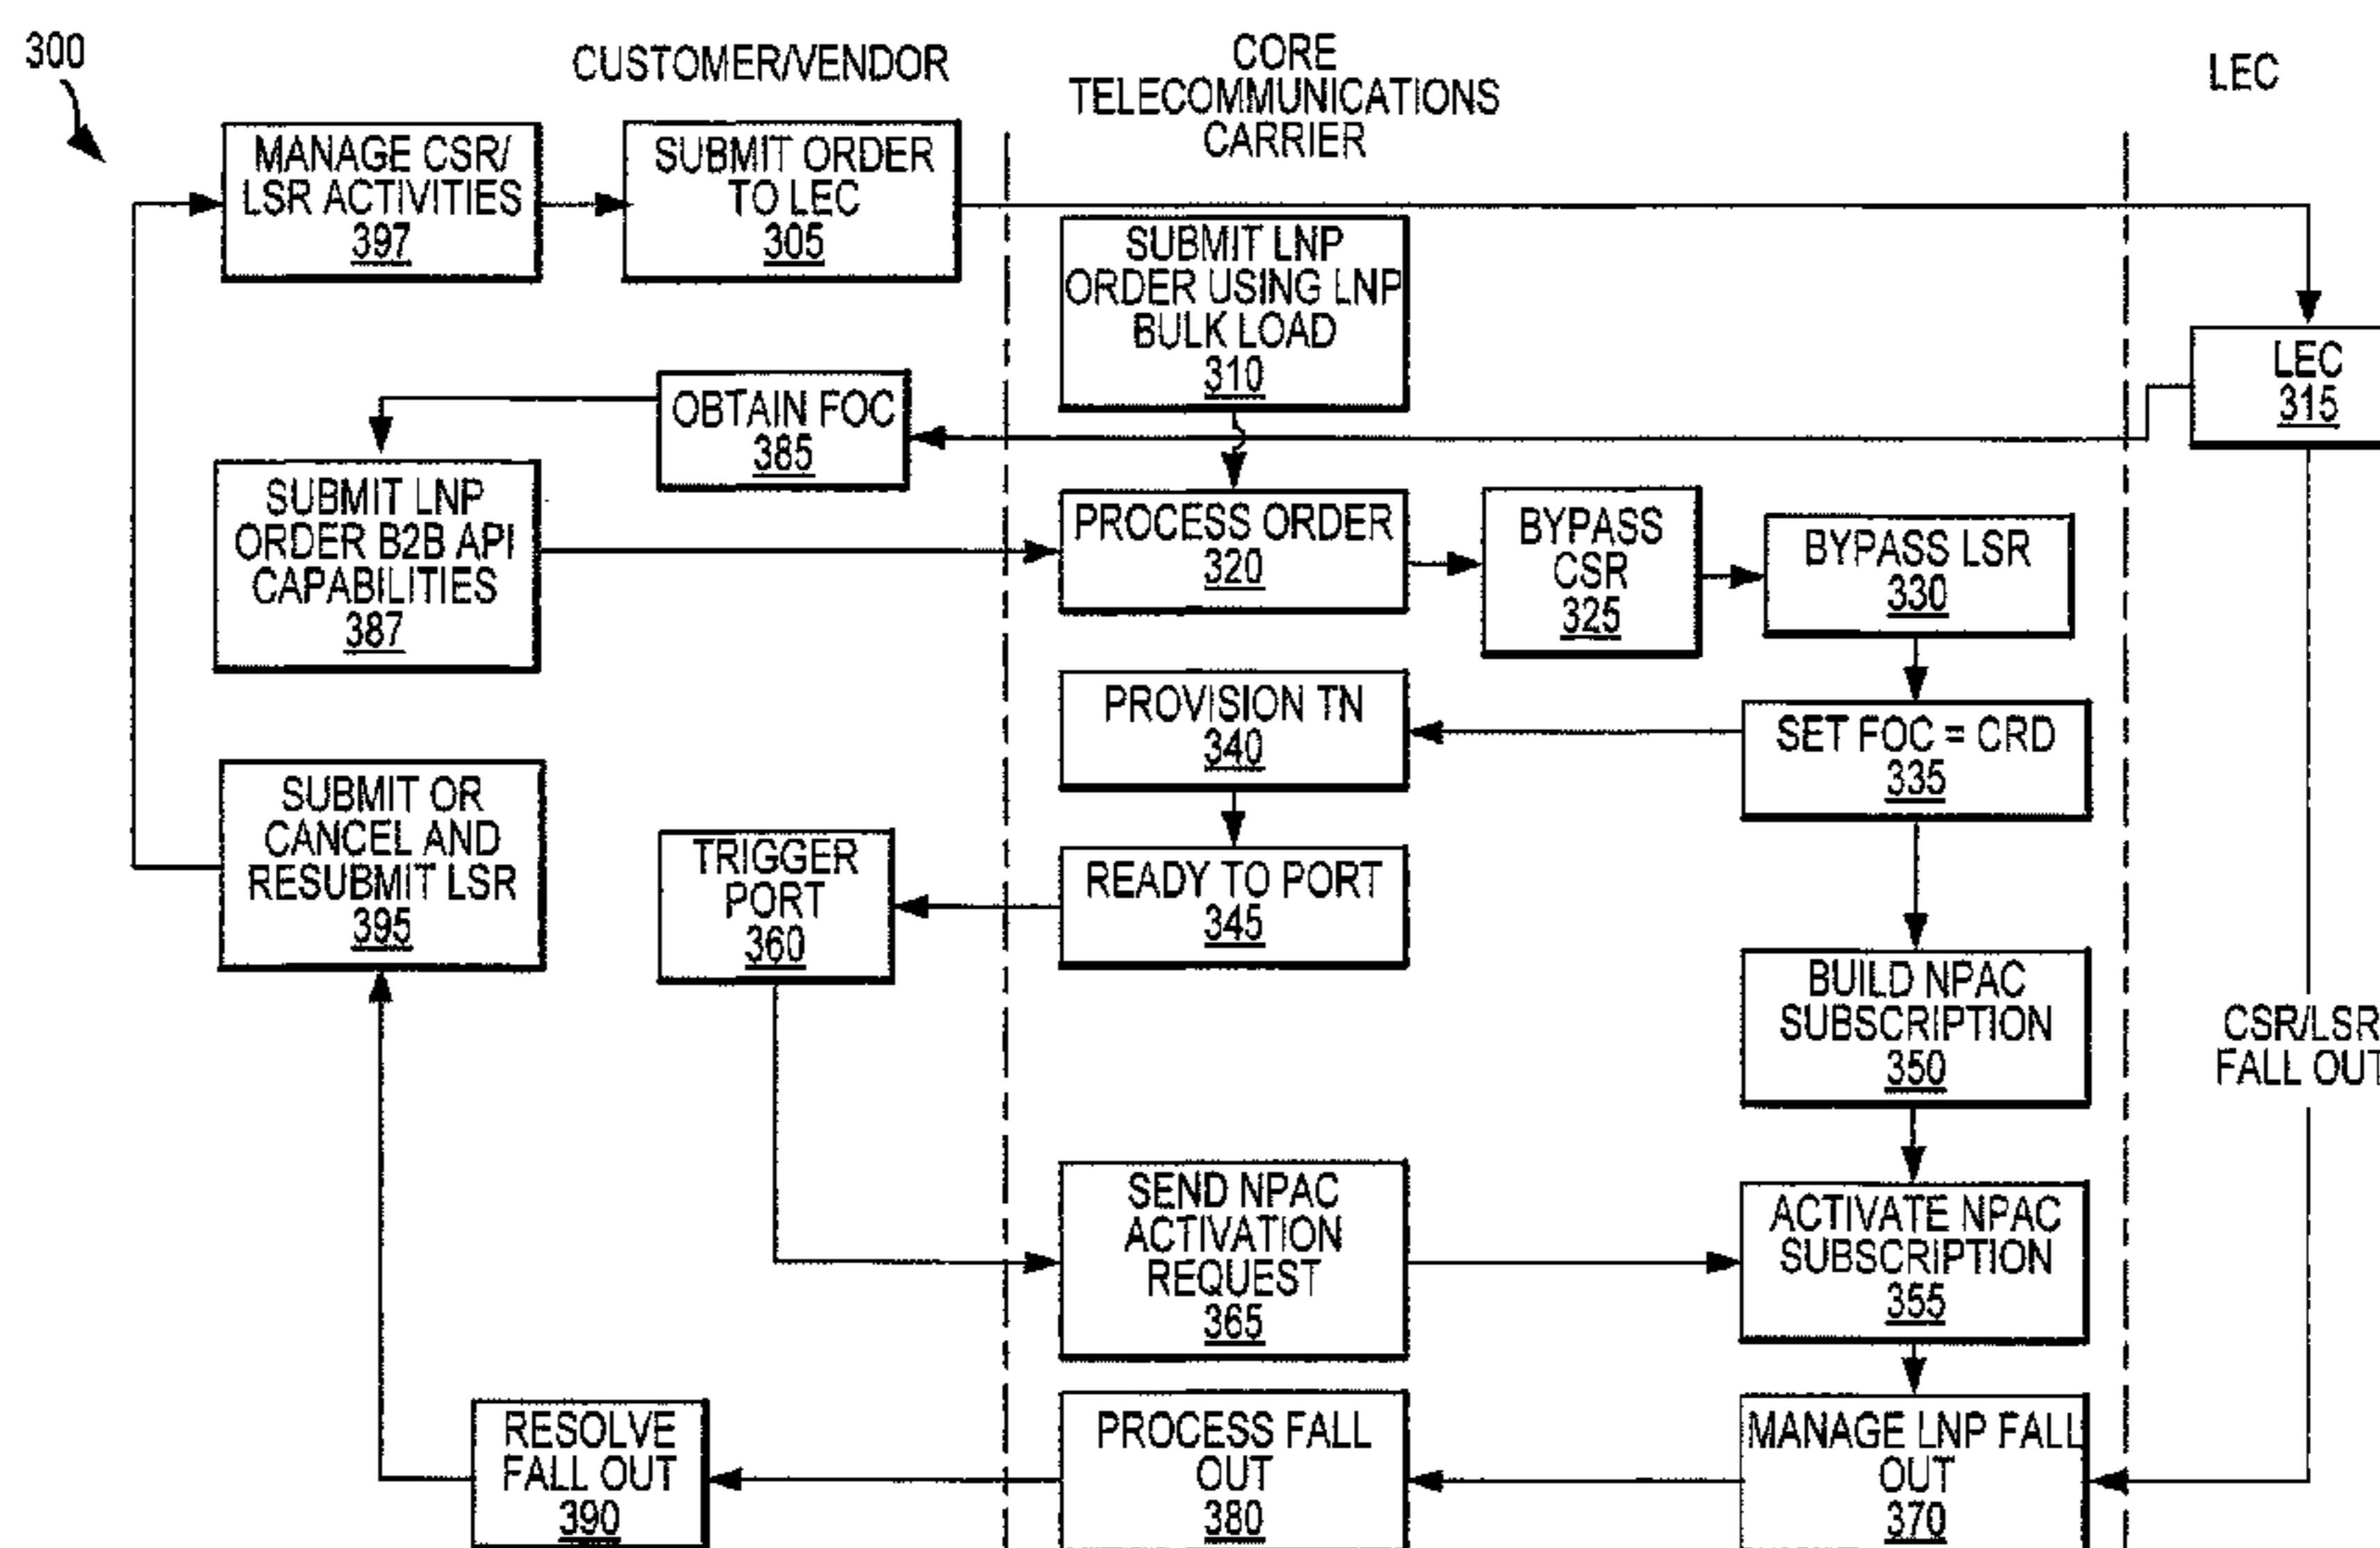 300
CUSTOMER/VENDOR
CORE
TELECOMMUNICATIONS
CARRIER
LEC
MANAGE CSR/
LSR ACTIVITIES
397
SUBMIT ORDER
TO LEC
305
SUBMIT LNP
ORDER USING LNP
BULK LOAD
310
LEC
315
OBTAIN FOC
385
SUBMIT LNP
ORDER B2B API
CAPABILITIES
387
PROCESS ORDER
320
BYPASS
CSR
325
BYPASS LSR
330
PROVISION TN
340
SET FOC = CRD
335
SUBMIT OR
CANCEL AND
RESUBMIT LSR
395
TRIGGER
PORT
360
READY TO PORT
345
BUILD NPAC
SUBSCRIPTION
350
CSR/LSR
FALL OUT
SEND NPAC
ACTIVATION
REQUEST
365
ACTIVATE NPAC
SUBSCRIPTION
355
RESOLVE
FALL OUT
390
PROCESS FALL
OUT
380
MANAGE LNP FALL
OUT
370